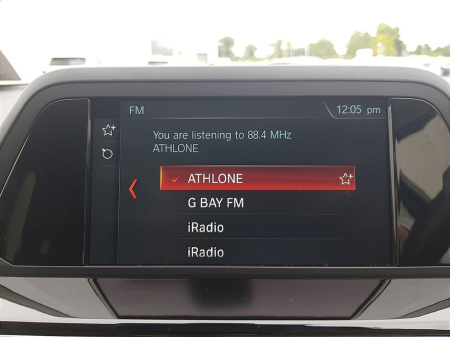 FM 12:05 pm
You are listening to 88.4 MHz
ATHLONE
ATHLONE
G BAY FM
iRadio
iRadio